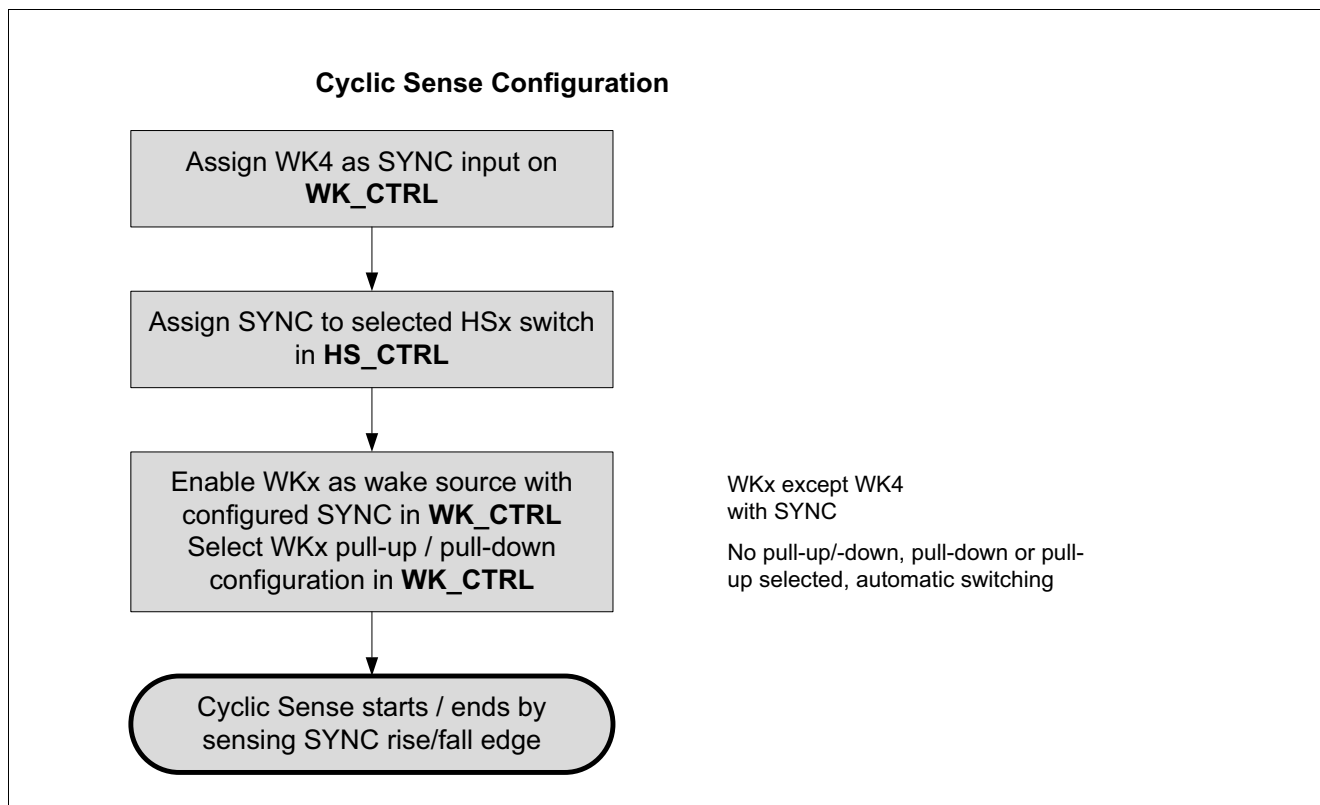 Cyclic Sense Configuration
Assign WK4 as SYNC input on
WK_CTRL
Assign SYNC to selected HSx switch
in HS_CTRL
Enable WKx as wake source with
configured SYNC in WK_CTRL
Select WKx pull-up / pull-down
configuration in WK_CTRL
WKx except WK4
with SYNC
No pull-up/-down, pull-down or pull-
up selected, automatic switching
Cyclic Sense starts / ends by
sensing SYNC rise/fall edge